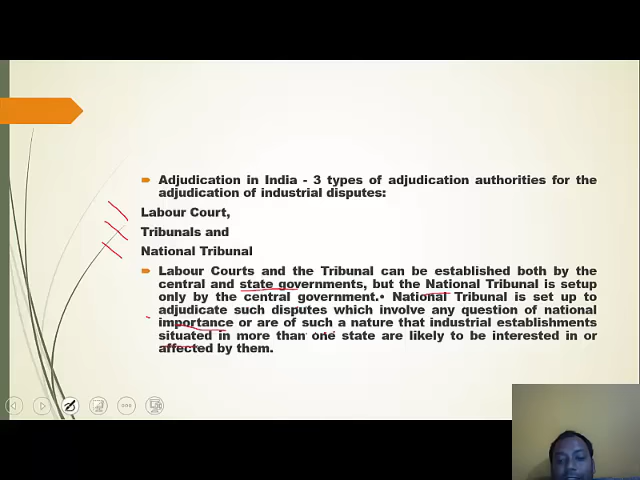 Adjudication in India - 3 types of adjudication authorities for the
adjudication of industrial disputes:
Labour Court,
Tribunals and
National Tribunal
Labour Courts and the Tribunal can be established both by the
central and state governments, but the National Tribunal is setup
only by the central government.• National Tribunal is set up to
adjudicate such disputes which involve any question of national
importance or are of such a nature that industrial establishments
situated in more than one state are likely to be interested in or
affected by them.